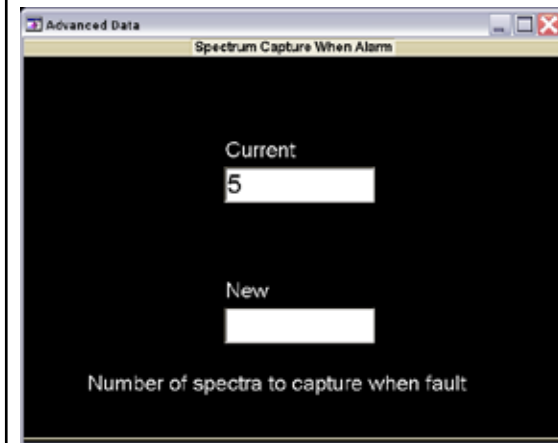 Advanced Data
Spectrum Capture When Alarm
Current
5
New
Number of spectra to capture when fault